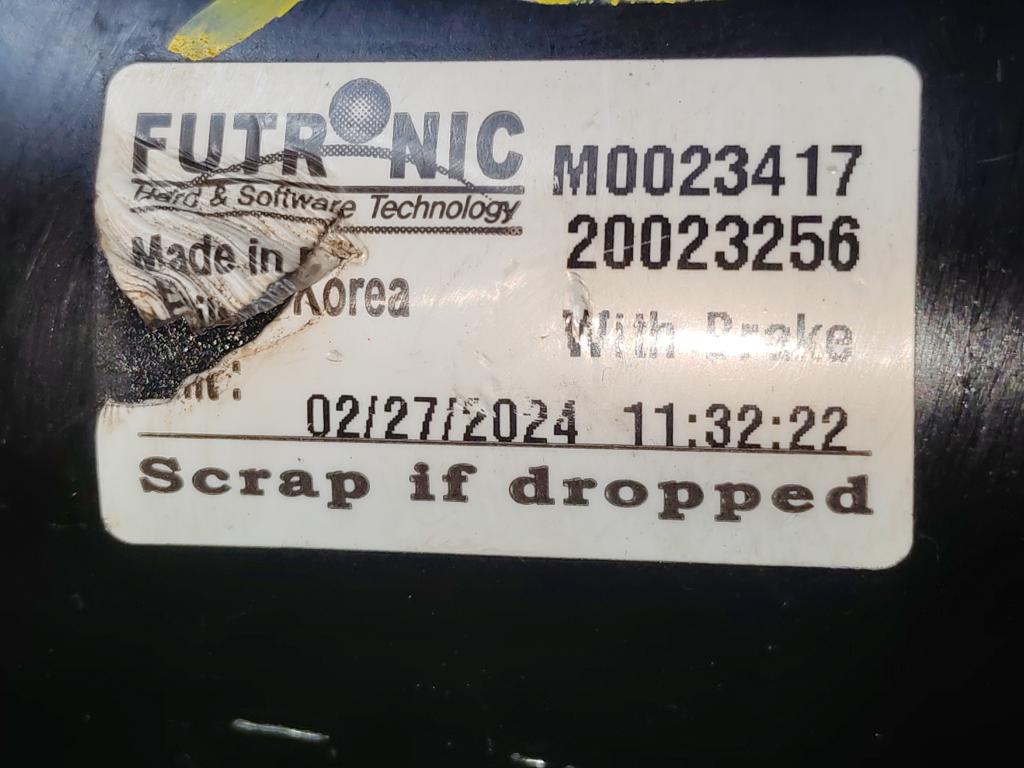 FUTRONIC
Hard & Software Technology
M0023417
20023256
Made in
Korea
With Brake
02/27/2024 11:32:22
Scrap if dropped